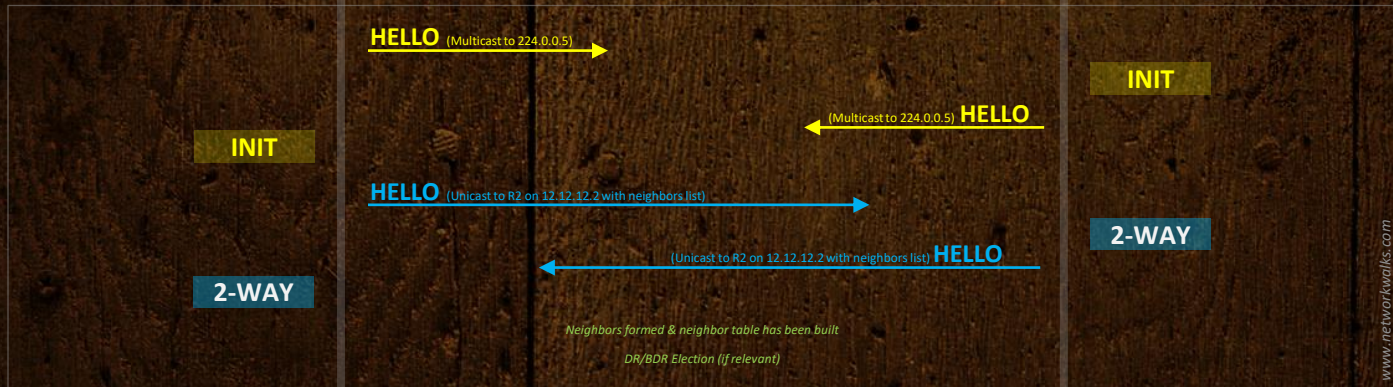 HELLO (Multicast to 224.0.0.5)
INIT
(Multicast to 224.0.0.5) HELLO
INIT
HELLO (Unicast to R2 on 12.12.12.2 with neighbors list)
2-WAY
(Unicast to R2 on 12.12.12.2 with neighbors list) HELLO
2-WAY
Neighbors formed & neighbor table has been built
DR/BDR Election (if relevant)
www.networkwalks.com